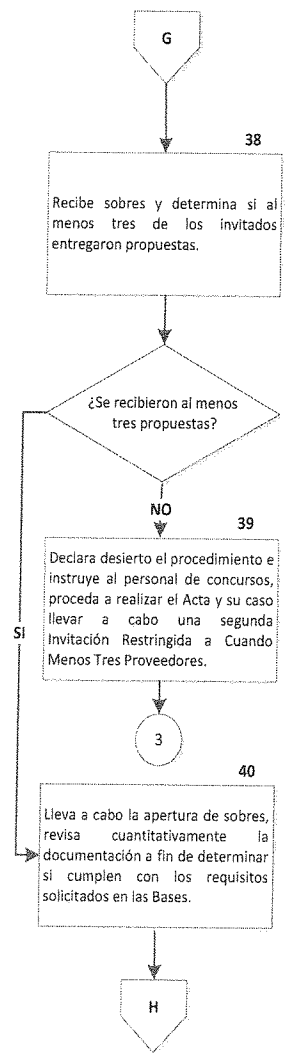 G
38
Recibe sobres y determina si al
menos tres de los invitados
entregaron propuestas.
¿Se recibieron al menos
tres propuestas?
NO
39
Declara desierto el procedimiento e
instruye al personal de concursos,
proceda a realizar el Acta y su caso
llevar a cabo una segunda
Invitación Restringida a Cuando
Menos Tres Proveedores.
SI
3
40
Lleva a cabo la apertura de sobres,
revisa cuantitativamente la
documentación a fin de determinar
si cumplen con los requisitos
solicitados en las Bases.
H